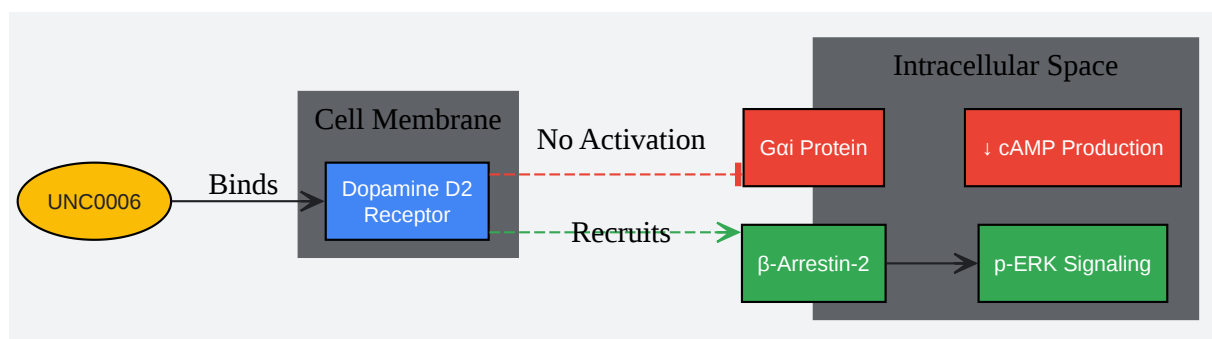 Intracellular Space
Cell Membrane
No Activation
Gαi Protein
↓ cAMP Production
UNC0006
Binds
Dopamine D2
Receptor
Recruits
β-Arrestin-2
p-ERK Signaling